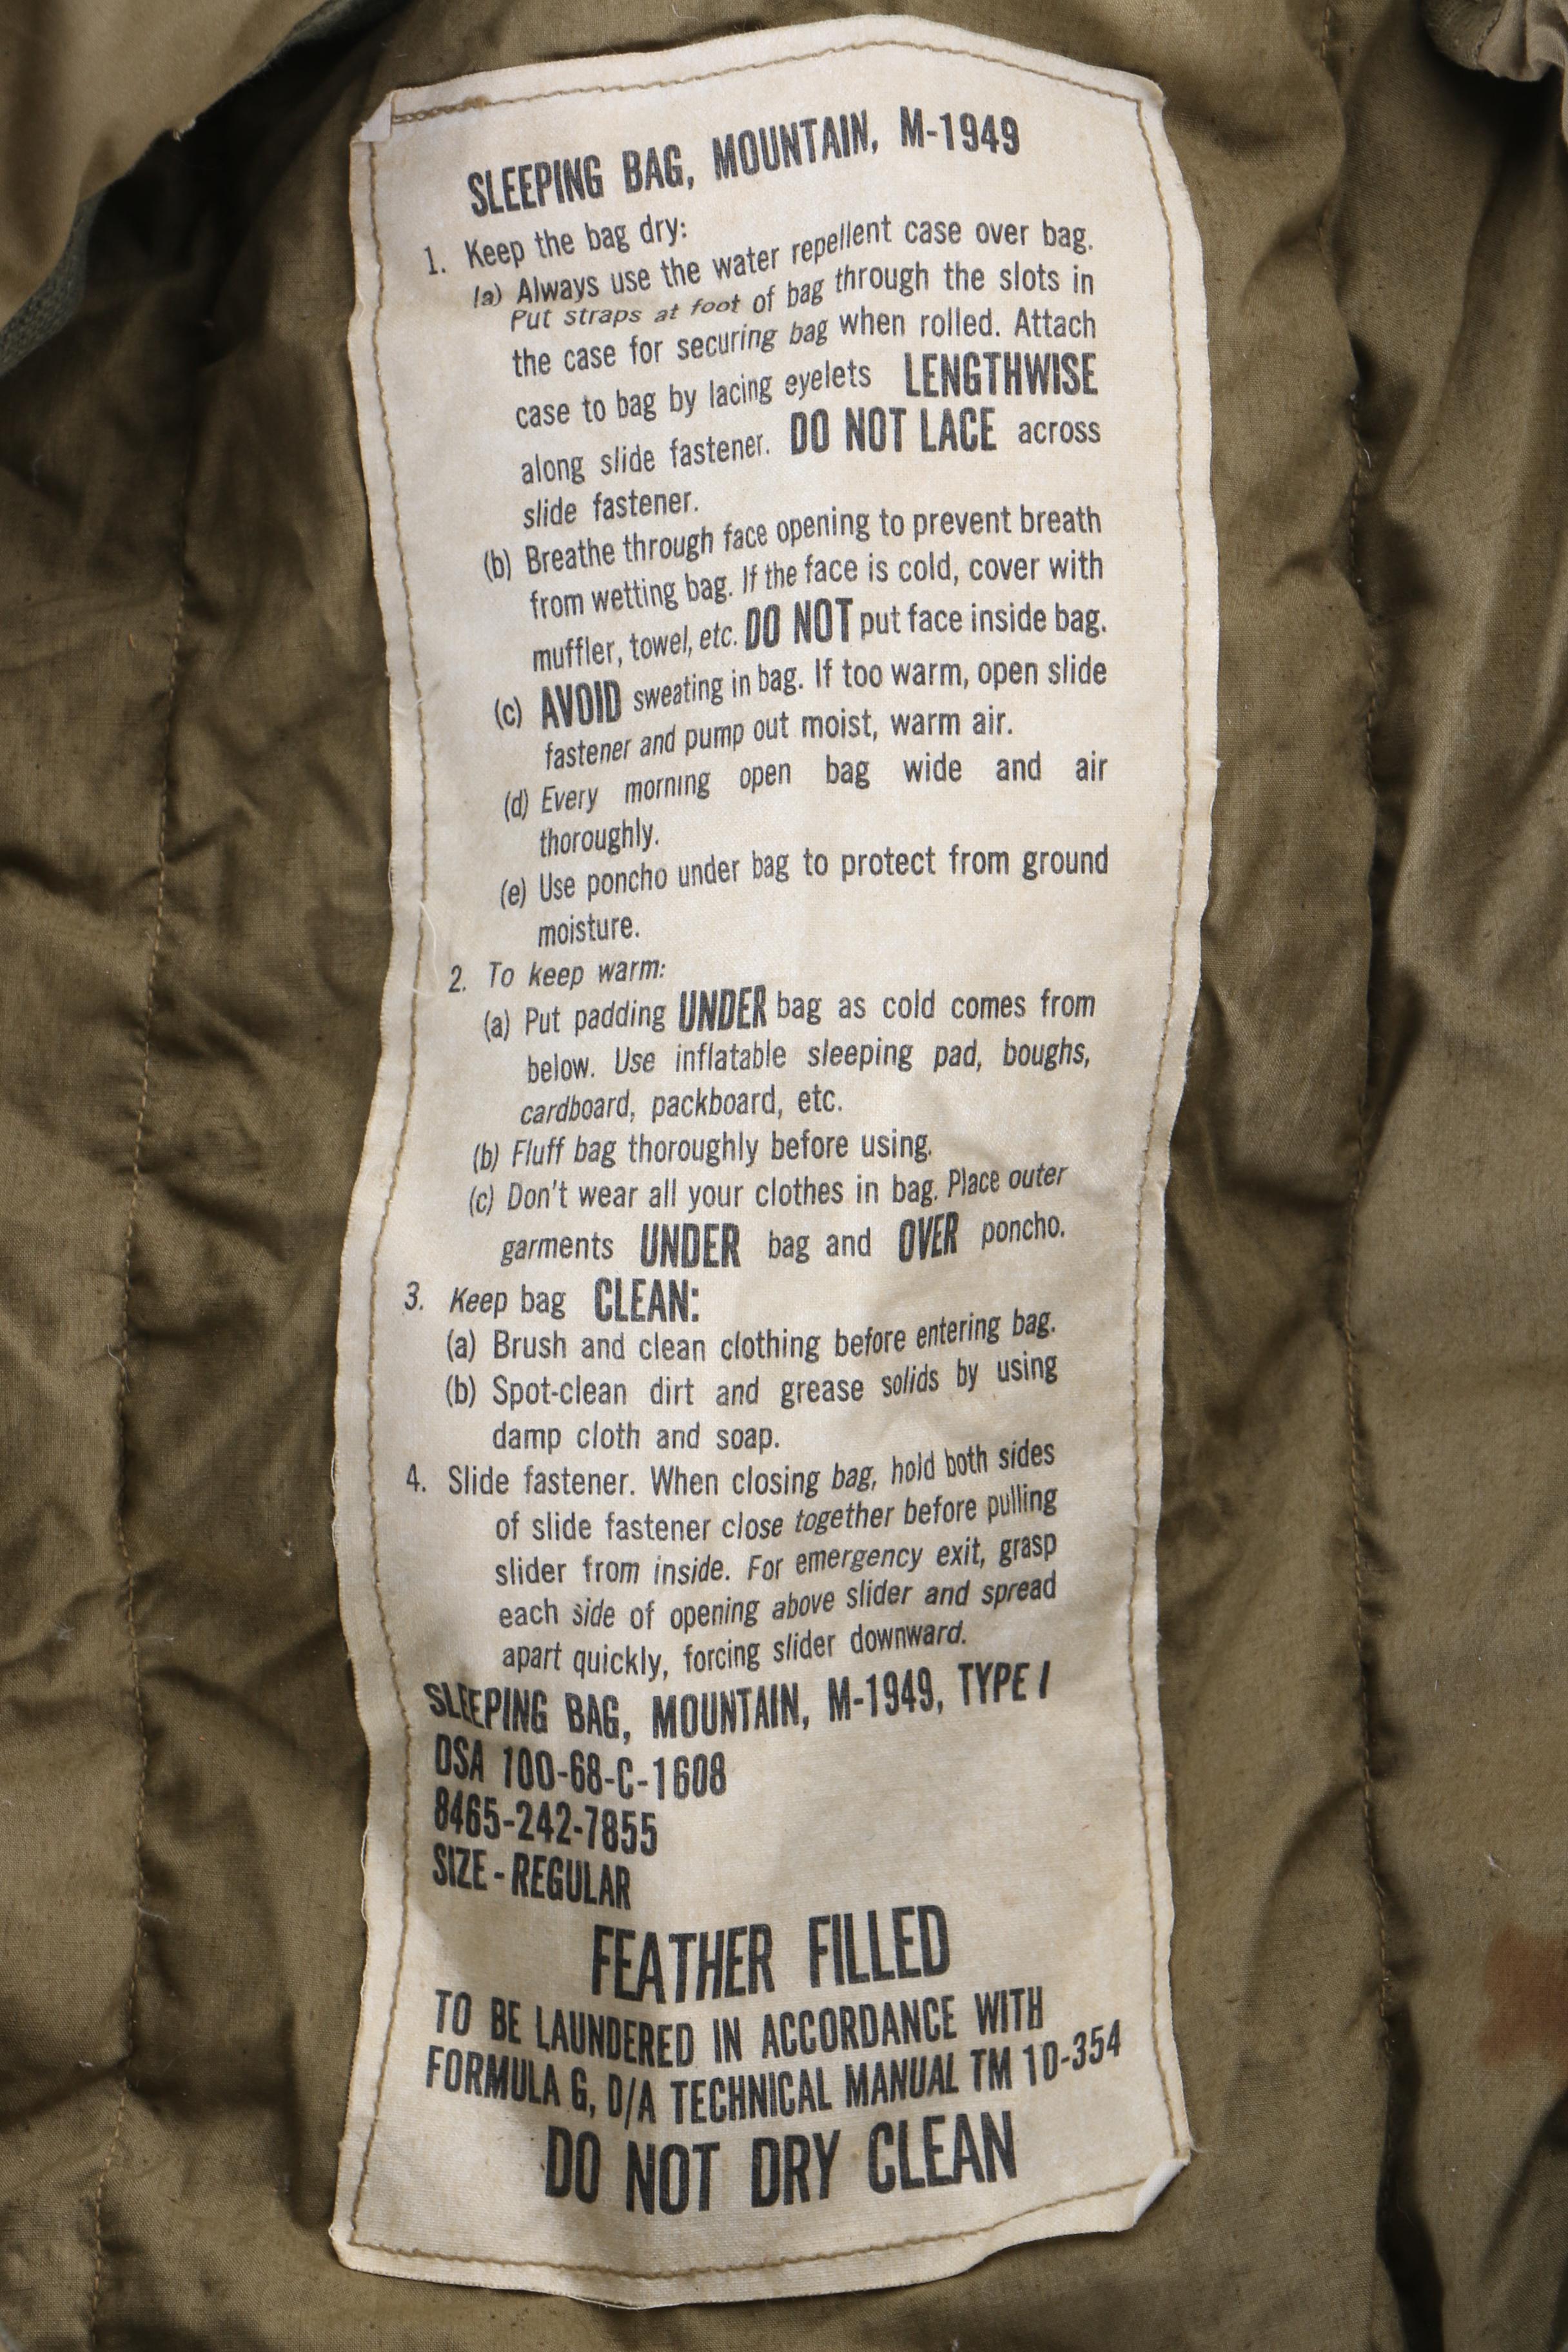 SLEEPING BAG, MOUNTAIN, M-1949
1. Keep the bag dry:
(a) Always use the water repellent case over bag.
Put straps at foot of bag through the slots in
the case for securing bag when rolled. Attach
case to bag by lacing eyelets LENGTHWISE
along slide fastener. DO NOT LACE across
slide fastener.
(b) Breathe through face opening to prevent breath
from wetting bag. If the face is cold, cover with
muffler, towel, etc. DO NOT put face inside bag.
(c) AVOID sweating in bag. If too warm, open slide
fastener and pump out moist, warm air.
(d) Every morning open bag wide and air
thoroughly.
(e) Use poncho under bag to protect from ground
moisture.
2. To keep warm:
(a) Put padding UNDER bag as cold comes from
below. Use inflatable sleeping pad, boughs,
cardboard, packboard, etc.
(b) Fluff bag thoroughly before using.
(c) Don't wear all your clothes in bag. Place outer
garments UNDER bag and OVER poncho.
3. Keep bag CLEAN:
(a) Brush and clean clothing before entering bag.
(b) Spot-clean dirt and grease solids by using
damp cloth and soap.
4. Slide fastener. When closing bag, hold both sides
of slide fastener close together before pulling
slider from inside. For emergency exit, grasp
each side of opening above slider and spread
apart quickly, forcing slider downward.
SLEEPING BAG, MOUNTAIN, M-1949, TYPE I
DSA 100-68-C-1608
8465-242-7855
SIZE - REGULAR
FEATHER FILLED
TO BE LAUNDERED IN ACCORDANCE WITH
FORMULA G, D/A TECHNICAL MANUAL TM 10-354
DO NOT DRY CLEAN